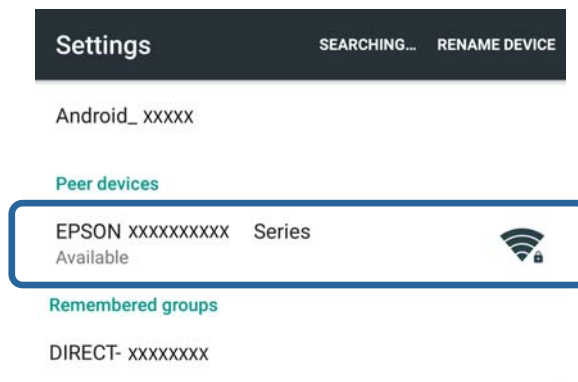 Settings SEARCHING... RENAME DEVICE
Android_ xxxxx
Peer devices
EPSON xxxxxxxxxx Series
Available
Remembered groups
DIRECT- xxxxxxxx